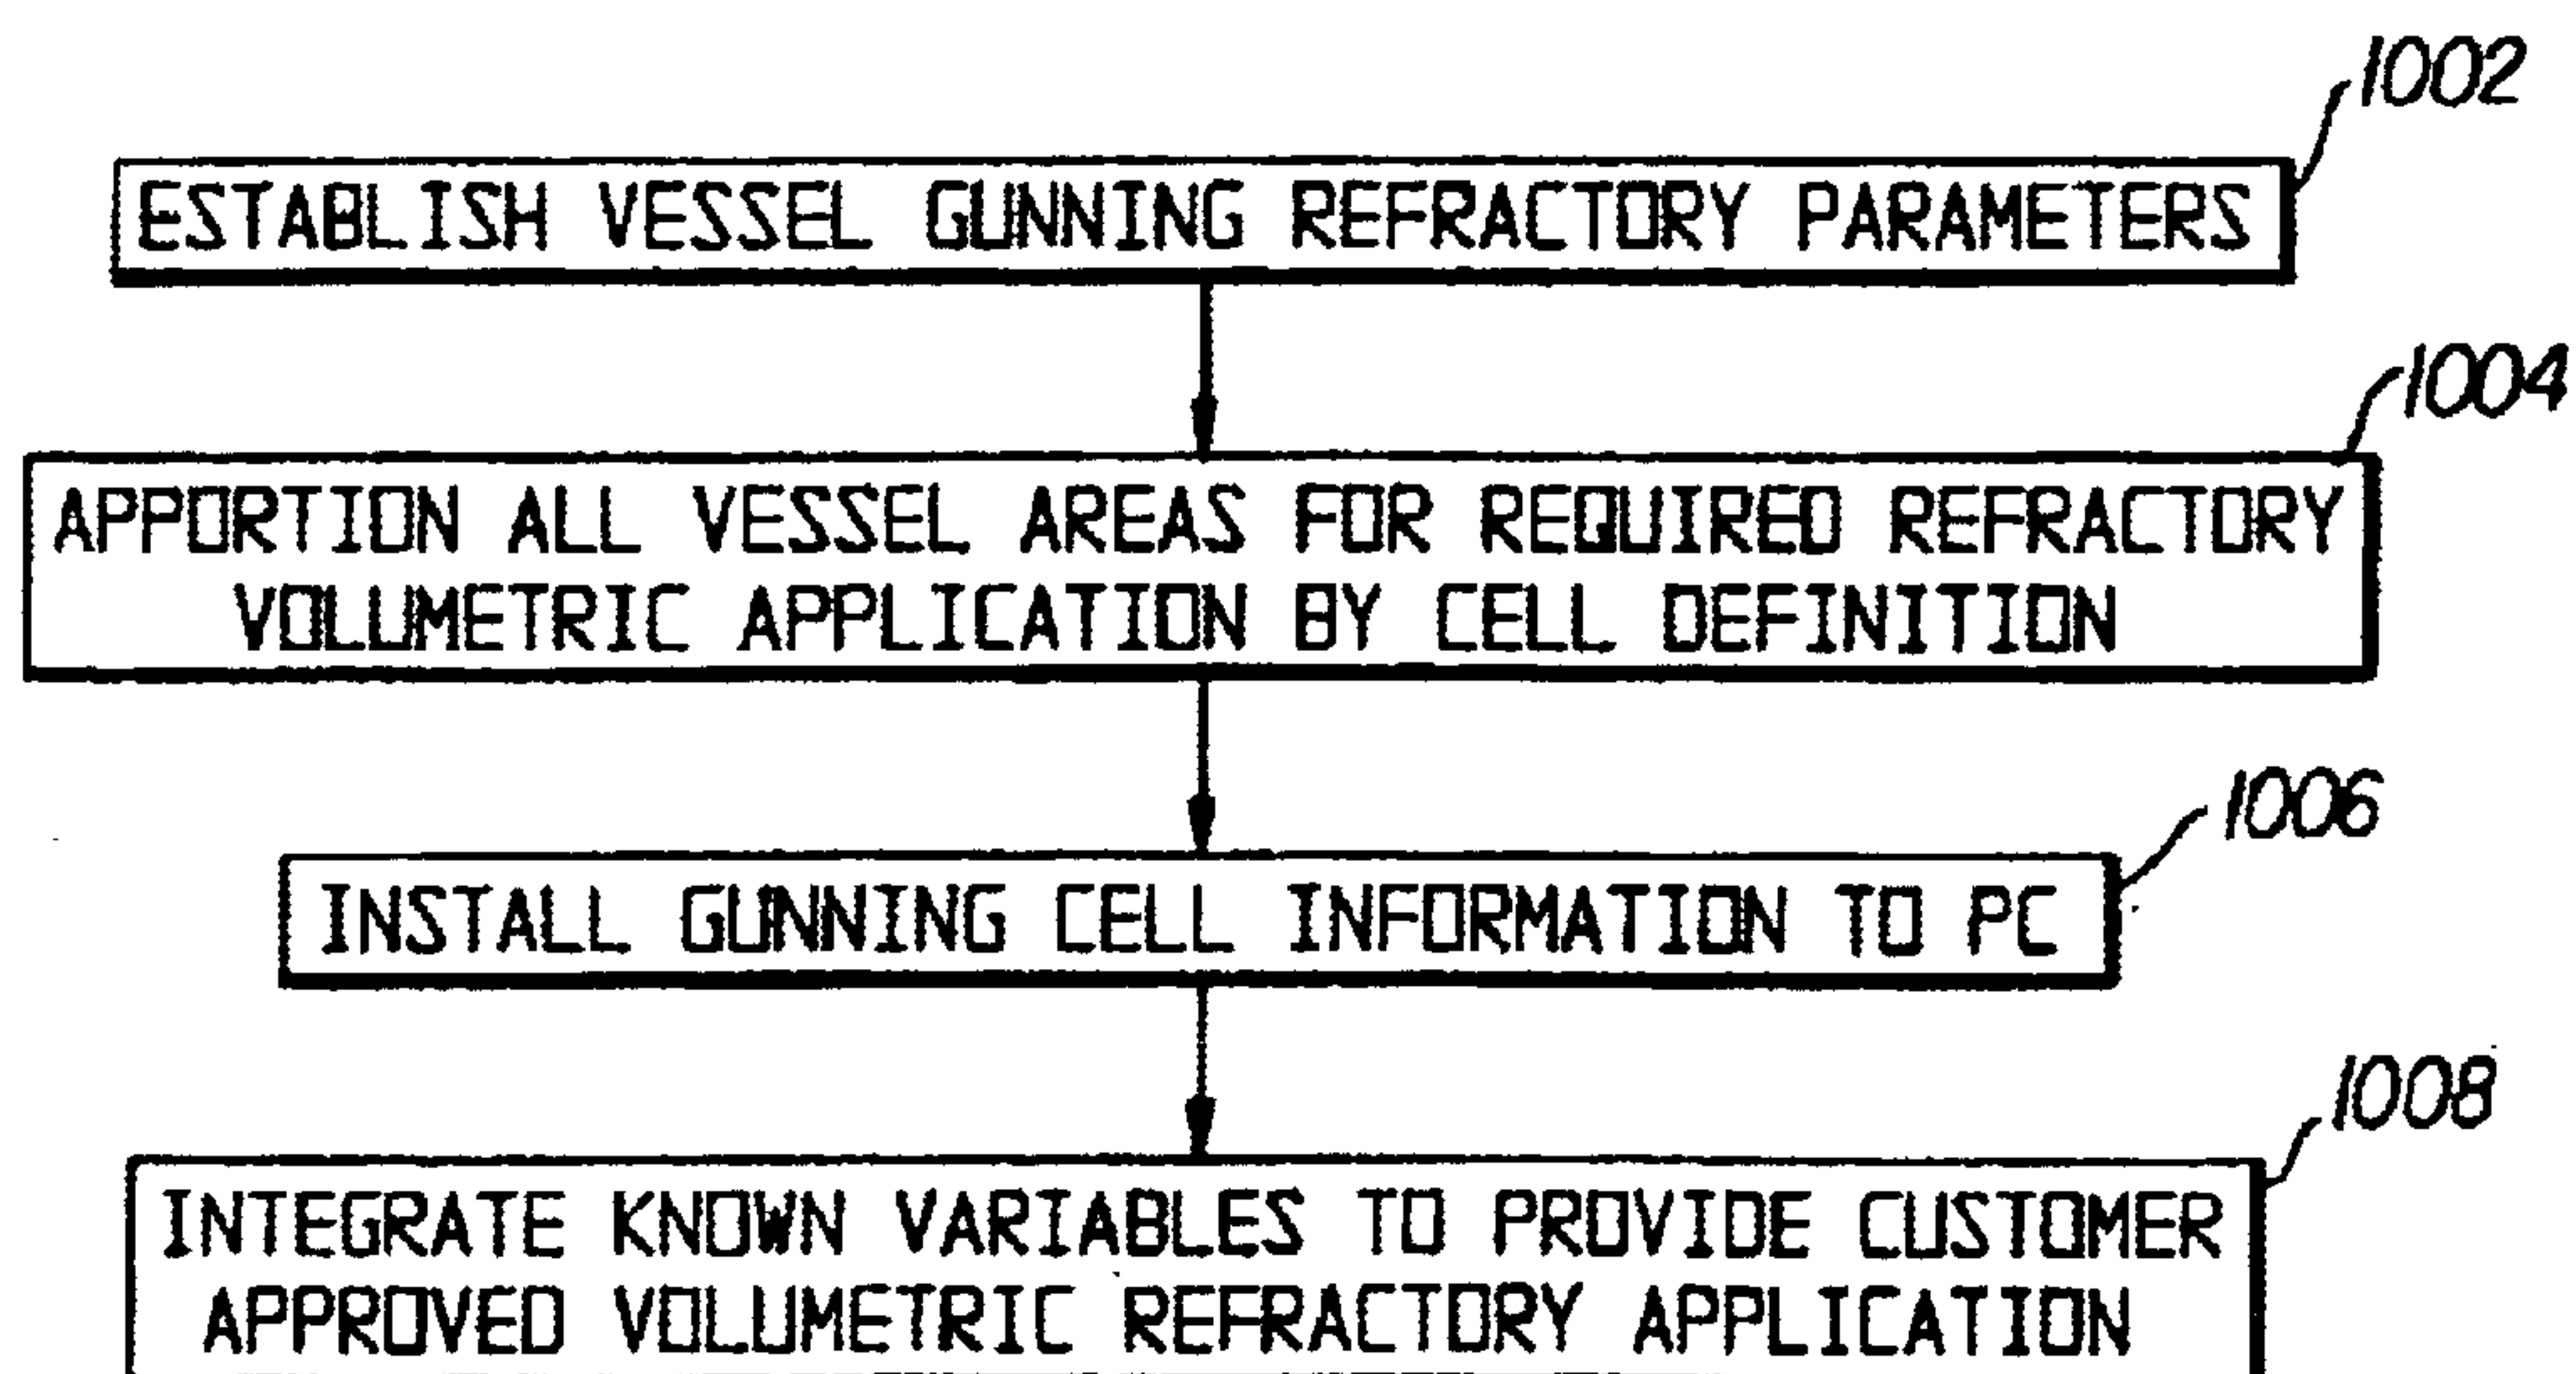 1002
ESTABLISH VESSEL GUNNING REFRACTORY PARAMETERS
1004
APPORTION ALL VESSEL AREAS FOR REQUIRED REFRACTORY
VOLUMETRIC APPLICATION BY CELL DEFINITION
1006
INSTALL GUNNING CELL INFORMATION TO PC
1008
INTEGRATE KNOWN VARIABLES TO PROVIDE CUSTOMER
APPROVED VOLUMETRIC REFRACTORY APPLICATION